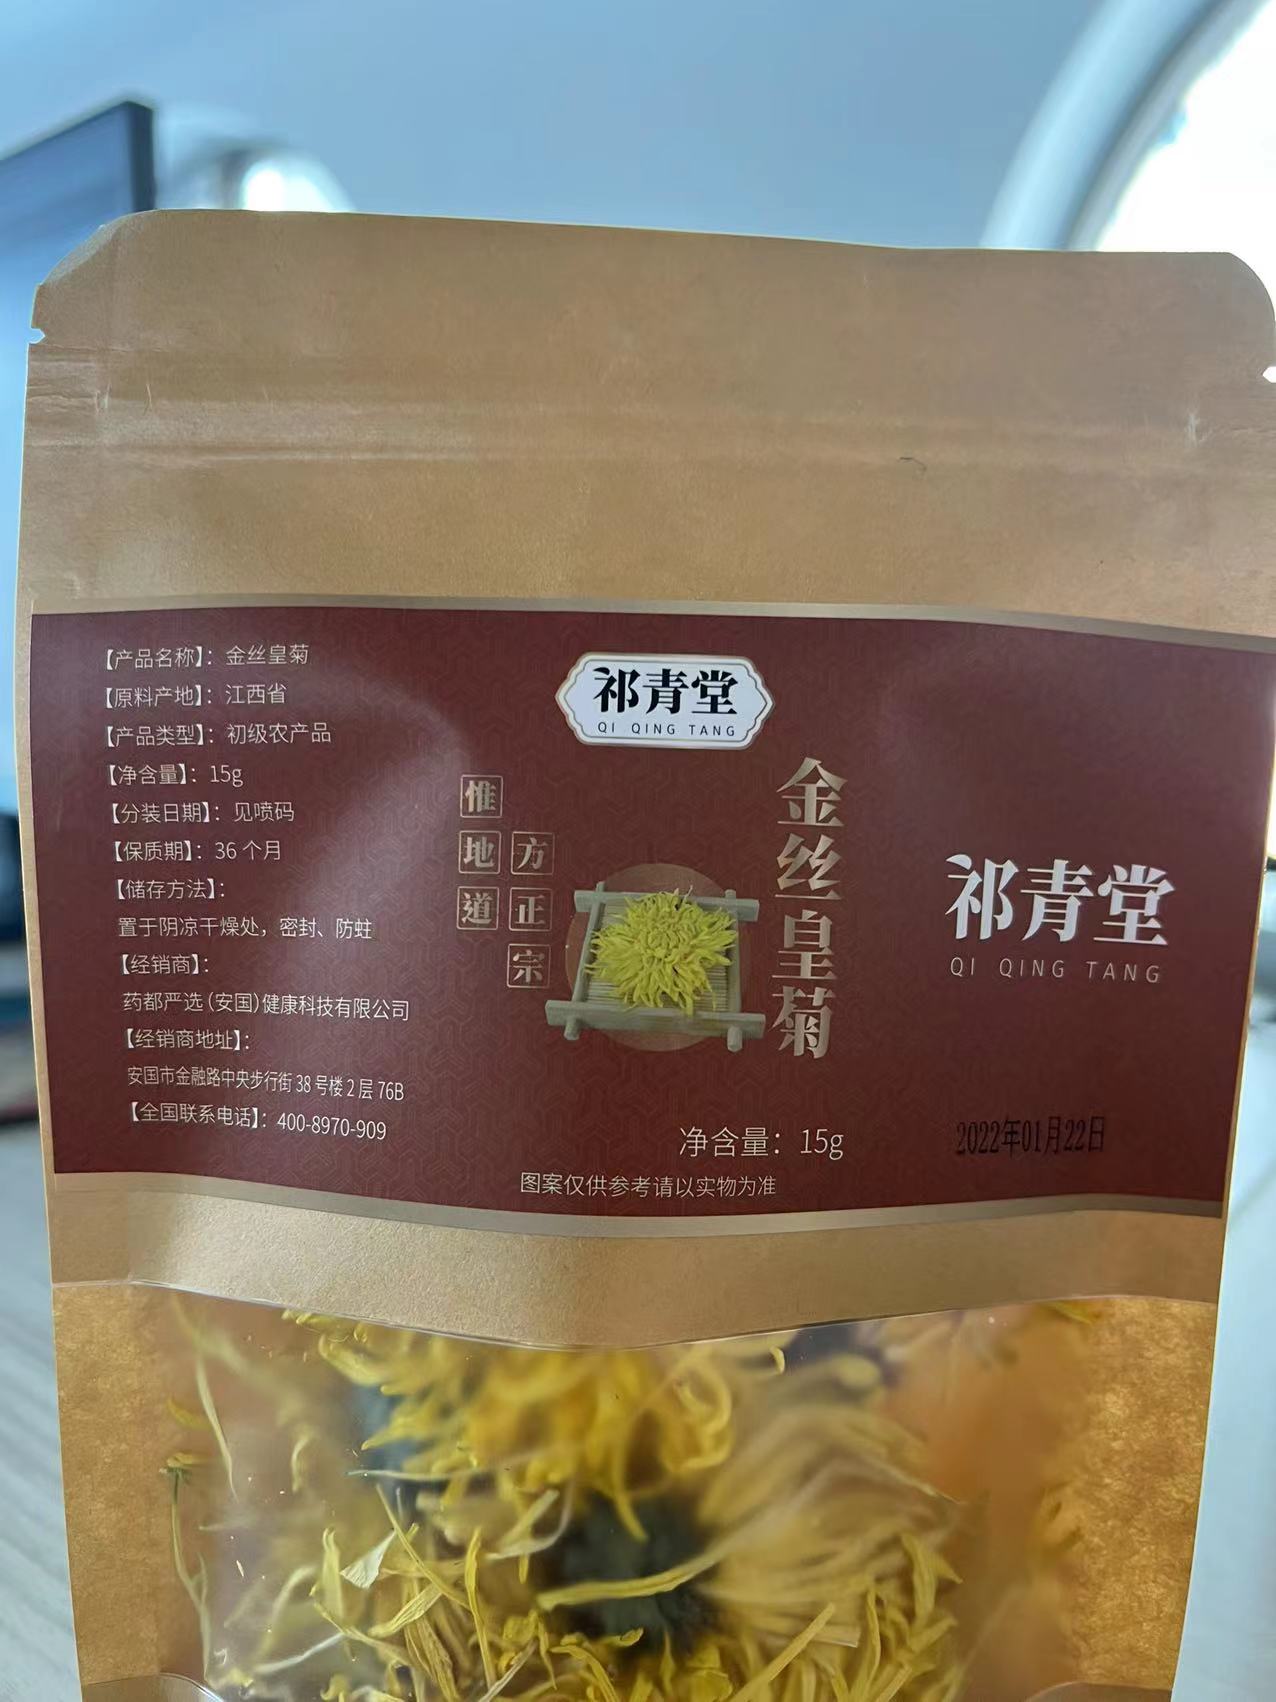 【产品名称】：金丝皇菊
【原料产地】：江西省
【产品类型】：初级农产品
【净含量】：15g
【分装日期】：见喷码
【保质期】：36个月
【储存方法】：
置于阴凉干燥处，密封、防蛀
【经销商】：
药都严选（安国）健康科技有限公司
【经销商地址】：
安国市金融路中央步行街38号楼2层76B
【全国联系电话】：400-8970-909
祁青堂
QI QING TANG
惟地道
方正宗
金丝皇菊
净含量：15g
图案仅供参考请以实物为准
祁青堂
QI QING TANG
2022年01月22日